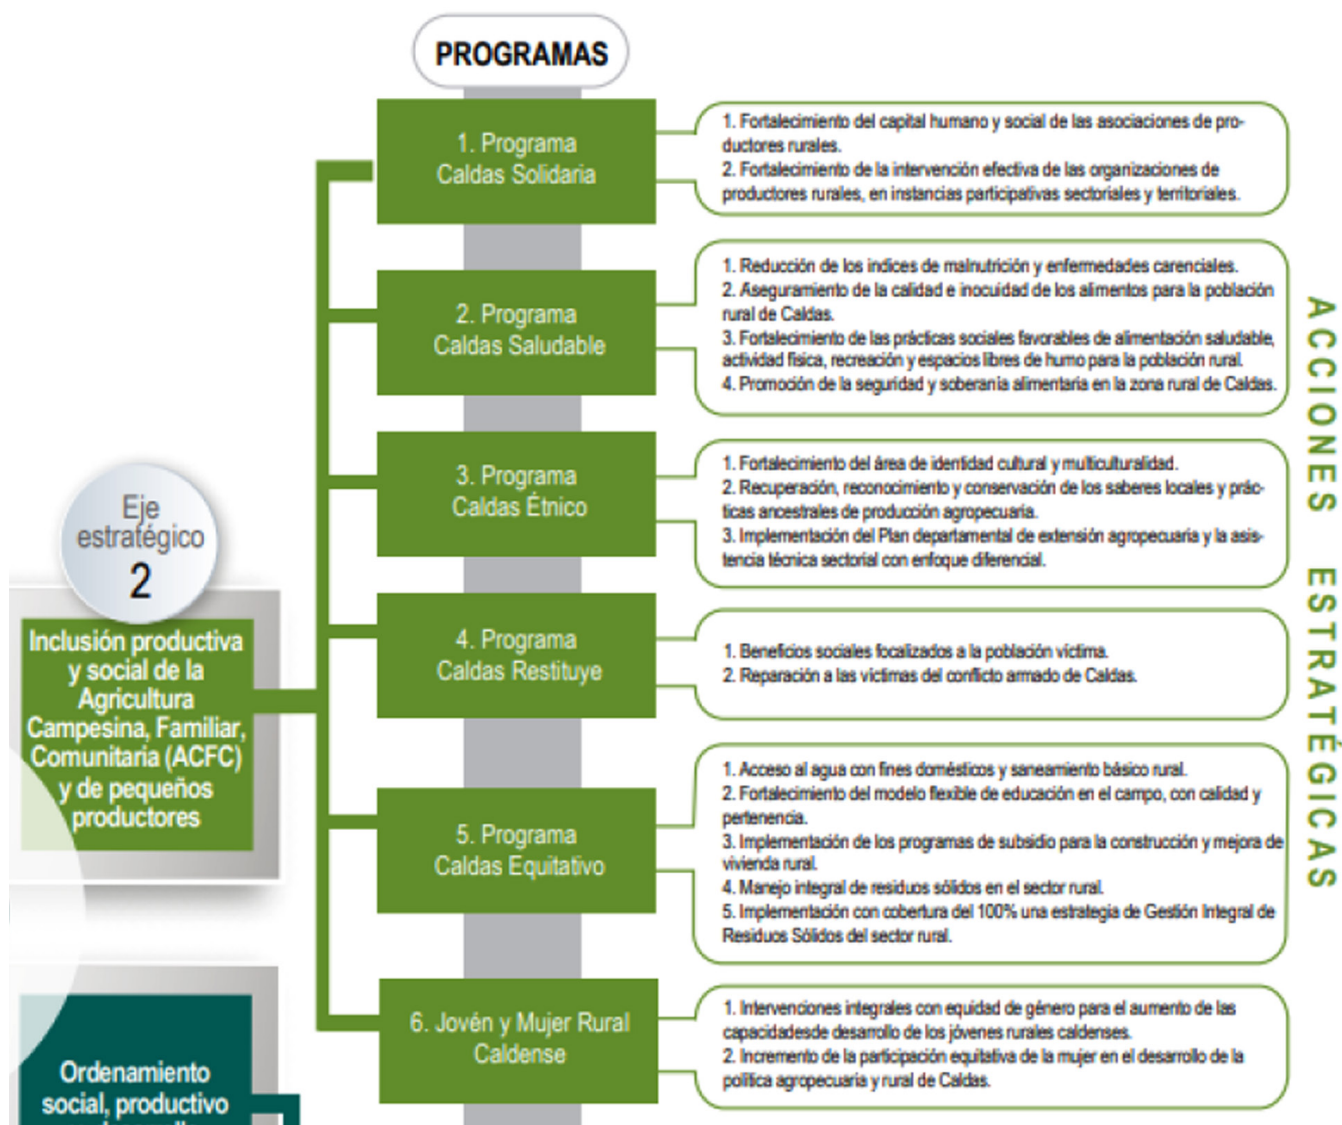 PROGRAMAS
1. Programa
Caldas Solidaria
1. Fortalecimiento del capital humano y social de las asociaciones de pro-
ductores rurales.
2. Fortalecimiento de la intervención efectiva de las organizaciones de
productores rurales, en instancias participativas sectoriales y territoriales.
2. Programa
Caldas Saludable
1. Reducción de los indices de malnutrición y enfermedades carenciales.
2. Aseguramiento de la calidad e inocuidad de los alimentos para la población
rural de Caldas.
3. Fortalecimiento de las prácticas sociales favorables de alimentación saludable,
actividad física, recreación y espacios libres de humo para la población rural.
4. Promoción de la seguridad y soberanía alimentaria en la zona rural de Caldas.
3. Programa
Caldas Étnico
1. Fortalecimiento del área de identidad cultural y multiculturalidad.
2. Recuperación, reconocimiento y conservación de los saberes locales y prác-
ticas ancestrales de producción agropecuaria.
3. Implementación del Plan departamental de extensión agropecuaria y la asis-
tencia técnica sectorial con enfoque diferencial.
4. Programa
Caldas Restituye
1. Beneficios sociales focalizados a la población víctima.
2. Reparación a las víctimas del conflicto armado de Caldas.
5. Programa
Caldas Equitativo
1. Acceso al agua con fines domésticos y saneamiento básico rural.
2. Fortalecimiento del modelo flexible de educación en el campo, con calidad y
pertenencia.
3. Implementación de los programas de subsidio para la construcción y mejora de
vivienda rural.
4. Manejo integral de residuos sólidos en el sector rural.
5. Implementación con cobertura del 100% una estrategia de Gestión Integral de
Residuos Sólidos del sector rural.
6. Jovén y Mujer Rural
Caldense
1. Intervenciones integrales con equidad de género para el aumento de las
capacidadesde desarrollo de los jóvenes rurales caldenses.
2. Incremento de la participación equitativa de la mujer en el desarrollo de la
política agropecuaria y rural de Caldas.
Eje
estratégico
2
Inclusión productiva
y social de la
Agricultura
Campesina, Familiar,
Comunitaria (ACFC)
y de pequeños
productores
Ordenamiento
social, productivo
ACCIONES ESTRATÉGICAS